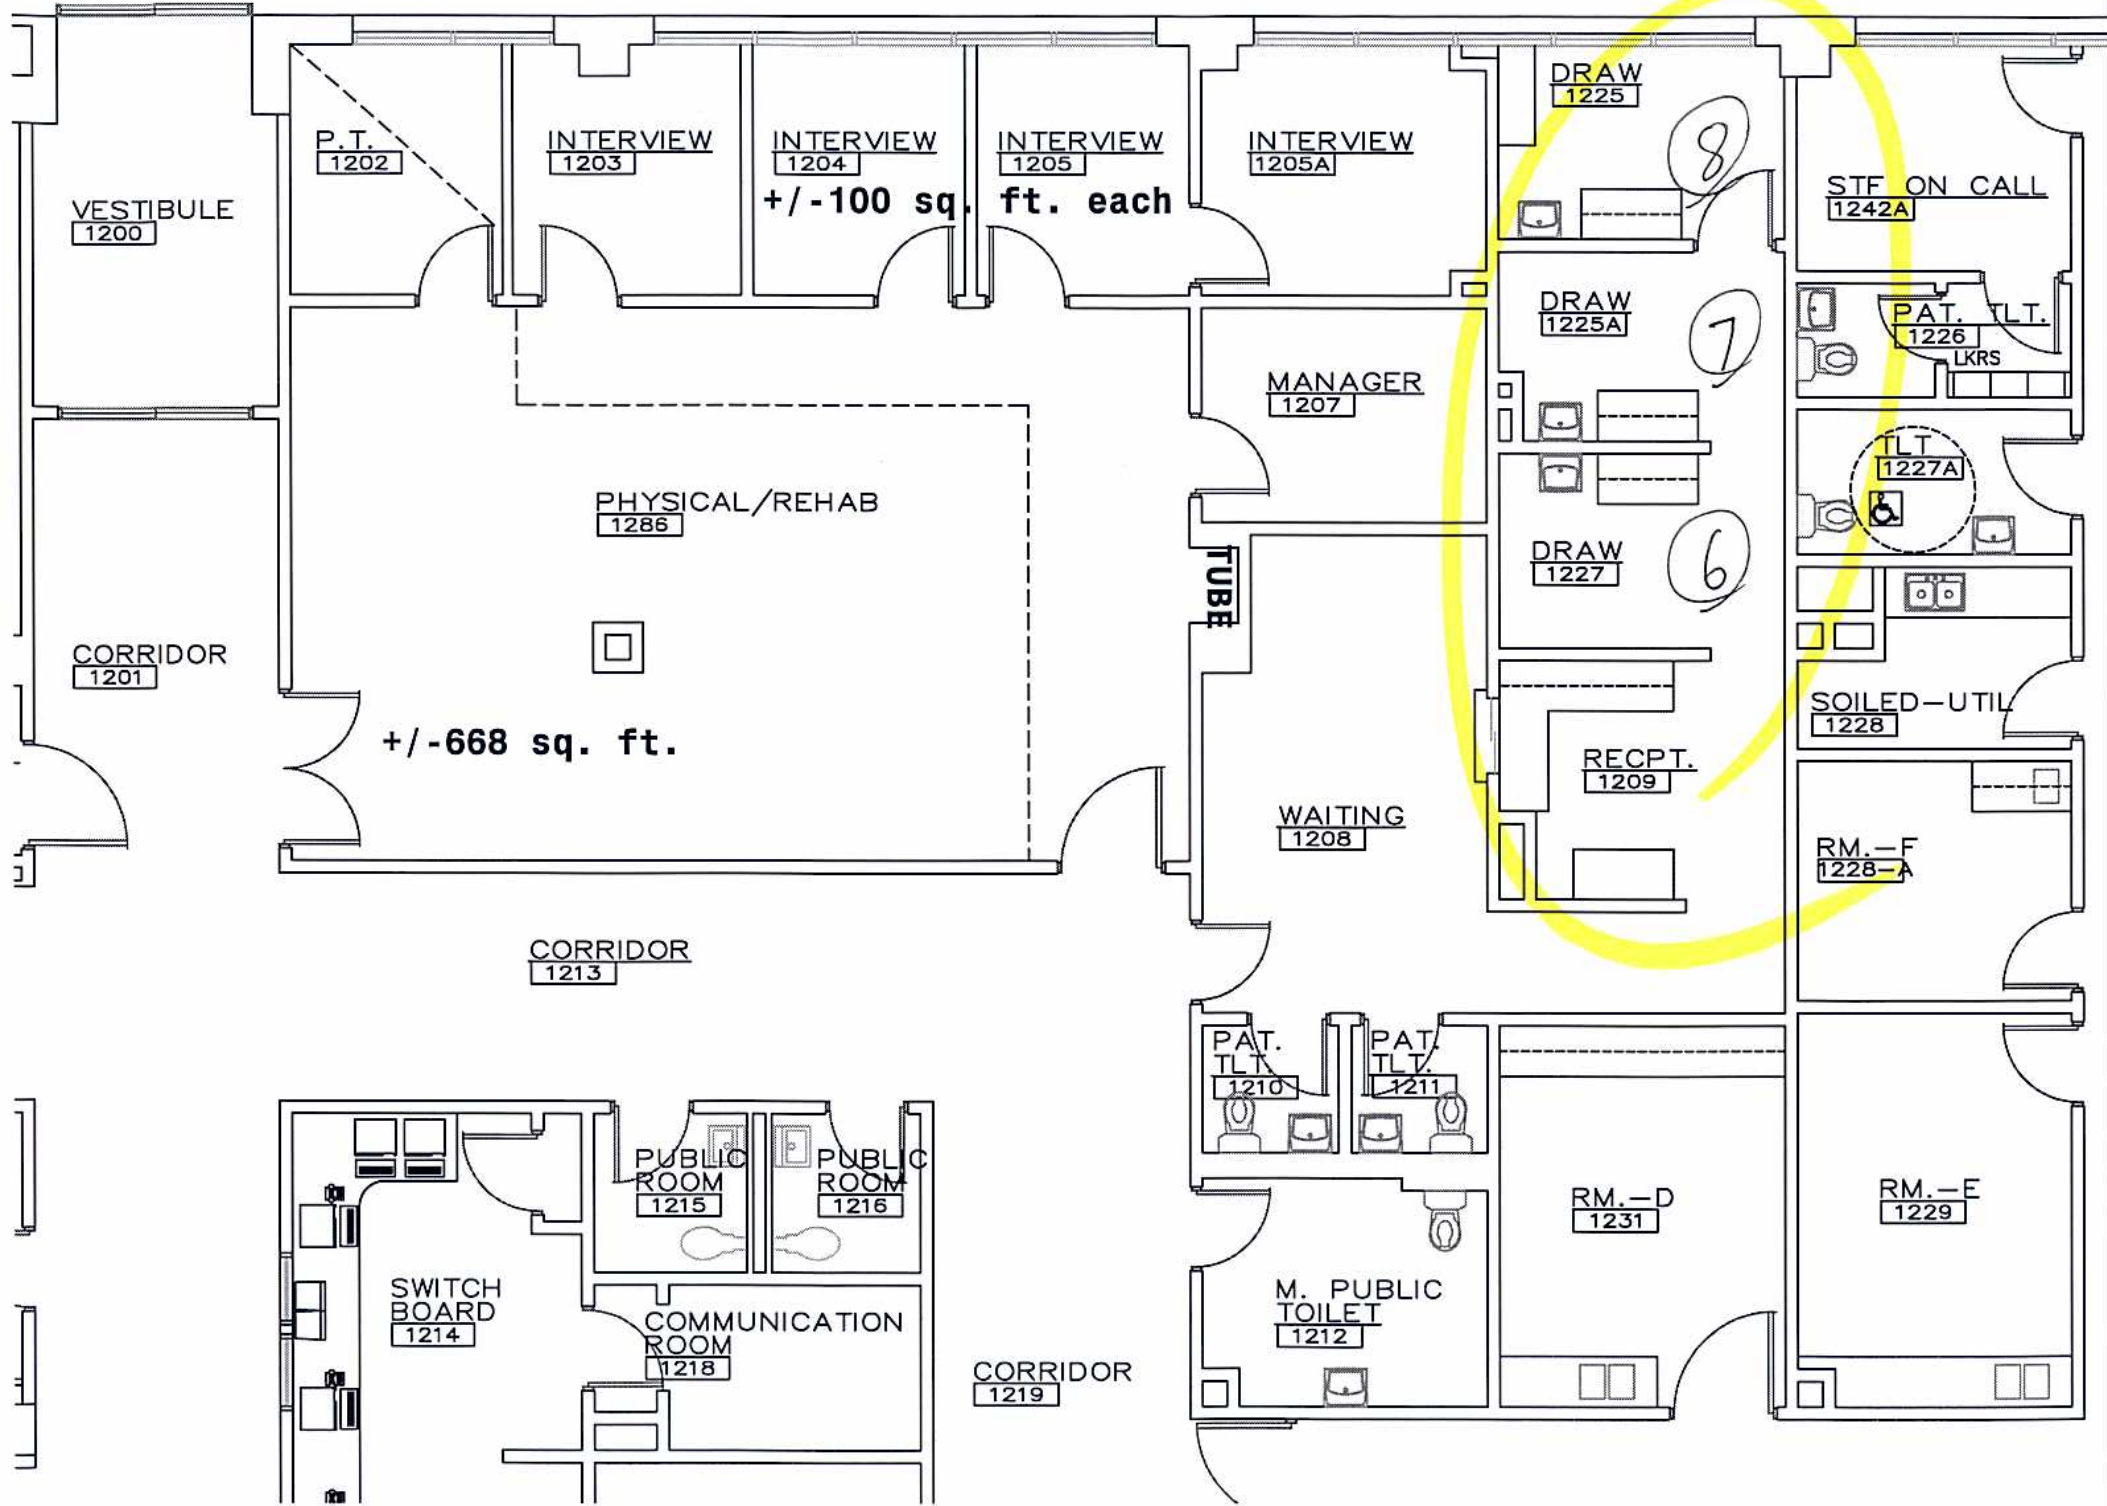 VESTIBULE
1200
P.T.
1202
INTERVIEW
1203
INTERVIEW
1204
INTERVIEW
1205
+/-100 sq. ft. each
INTERVIEW
1205A
DRAW
1225
8
STF ON CALL
1242A
DRAW
1225A
7
PAT. TLT.
1226
LKRS
MANAGER
1207
TLT
1227A
PHYSICAL/REHAB
1286
TUBE
DRAW
1227
6
CORRIDOR
1201
+/-668 sq. ft.
SOILED-UTIL
1228
RECPT.
1209
WAITING
1208
RM.-F
1228-A
CORRIDOR
1213
PAT.
TLT.
1210
PAT.
TLT.
1211
PUBLIC
ROOM
1215
PUBLIC
ROOM
1216
RM.-D
1231
RM.-E
1229
SWITCH
BOARD
1214
COMMUNICATION
ROOM
1218
M. PUBLIC
TOILET
1212
CORRIDOR
1219